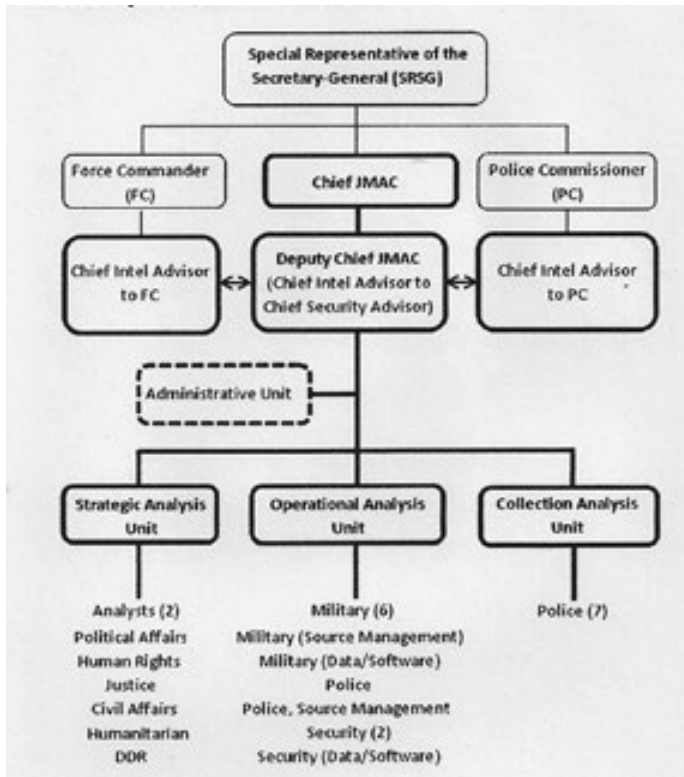 Special Representative of the
Secretary-General (SRSG)
Force Commander
(FC)
Chief JMAC
Police Commissioner
(PC)
Chief Intel Advisor
to FC
Deputy Chief JMAC
(Chief Intel Advisor to
Chief Security Advisor)
Chief Intel Advisor
to PC
Administrative Unit
Strategic Analysis
Unit
Operational Analysis
Unit
Collection Analysis
Unit
Analysts (2)
Political Affairs
Human Rights
Justice
Civil Affairs
Humanitarian
DDR
Military (6)
Military (Source Management)
Military (Data/Software)
Police
Police, Source Management
Security (2)
Security (Data/Software)
Police (7)